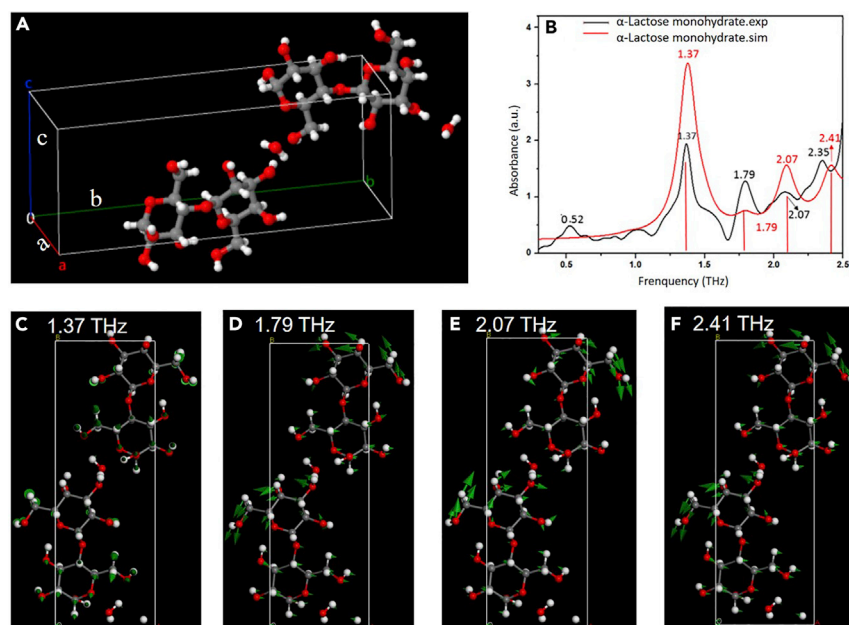 A
c
c
b
b
0
a
a
B
α-Lactose monohydrate.exp
α-Lactose monohydrate.sim
Absorbance (a.u.)
4
3
2
1
0
0.52
1.37
1.37
1.79
1.79
2.07
2.07
2.35
2.41
0.5
1.0
1.5
2.0
2.5
Frenquency (THz)
C
1.37 THz
D
1.79 THz
E
2.07 THz
F
2.41 THz